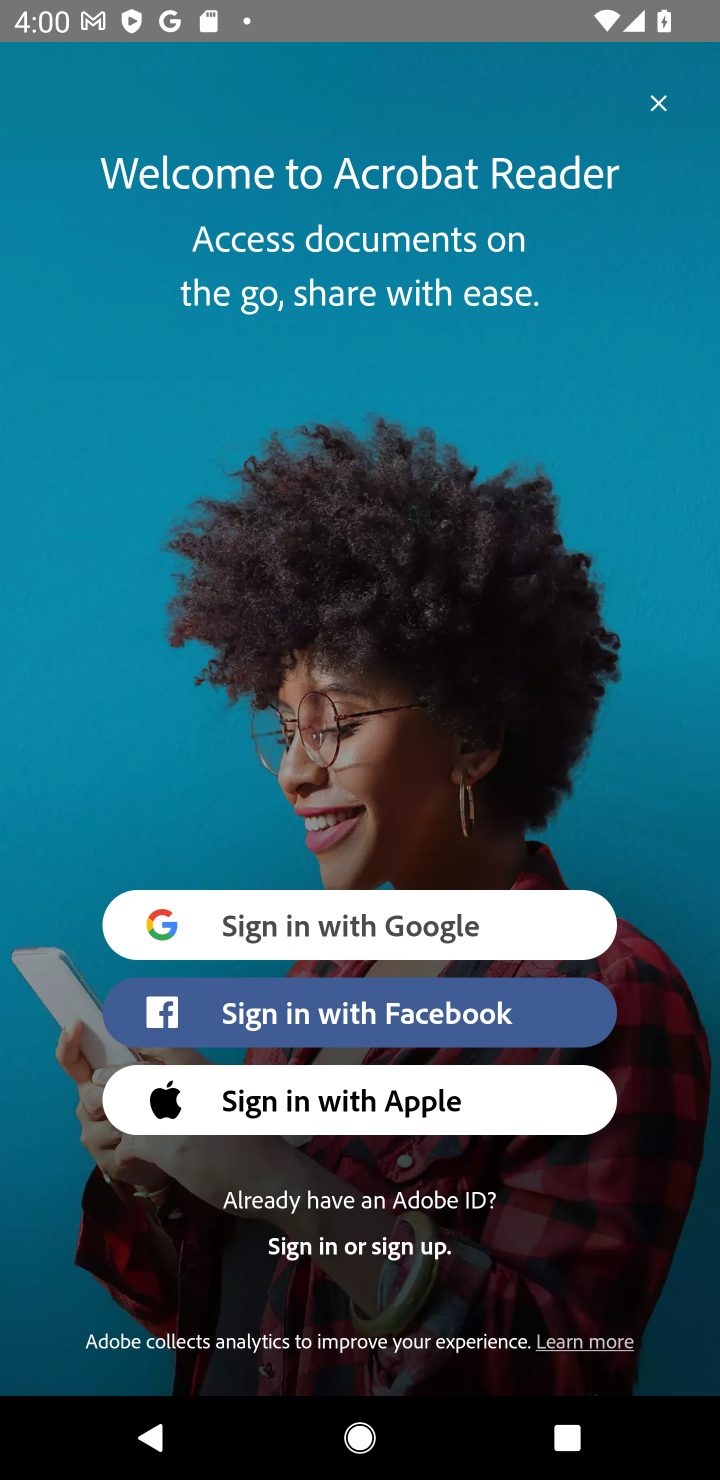 4:00
Welcome to Acrobat Reader
Access documents on
the go, share with ease.
Sign in with Google
Sign in with Facebook
Sign in with Apple
Already have an Adobe ID?
Sign in or sign up.
Adobe collects analytics to improve your experience. Learn more